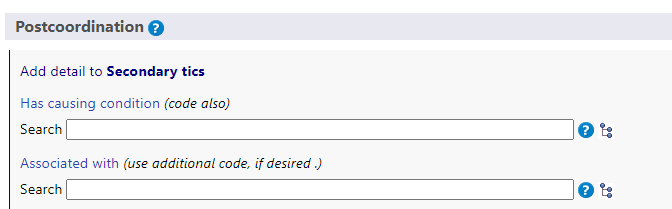 Postcoordination ?
Add detail to Secondary tics
Has causing condition (code also)
Search ?
Associated with (use additional code, if desired .)
Search ?